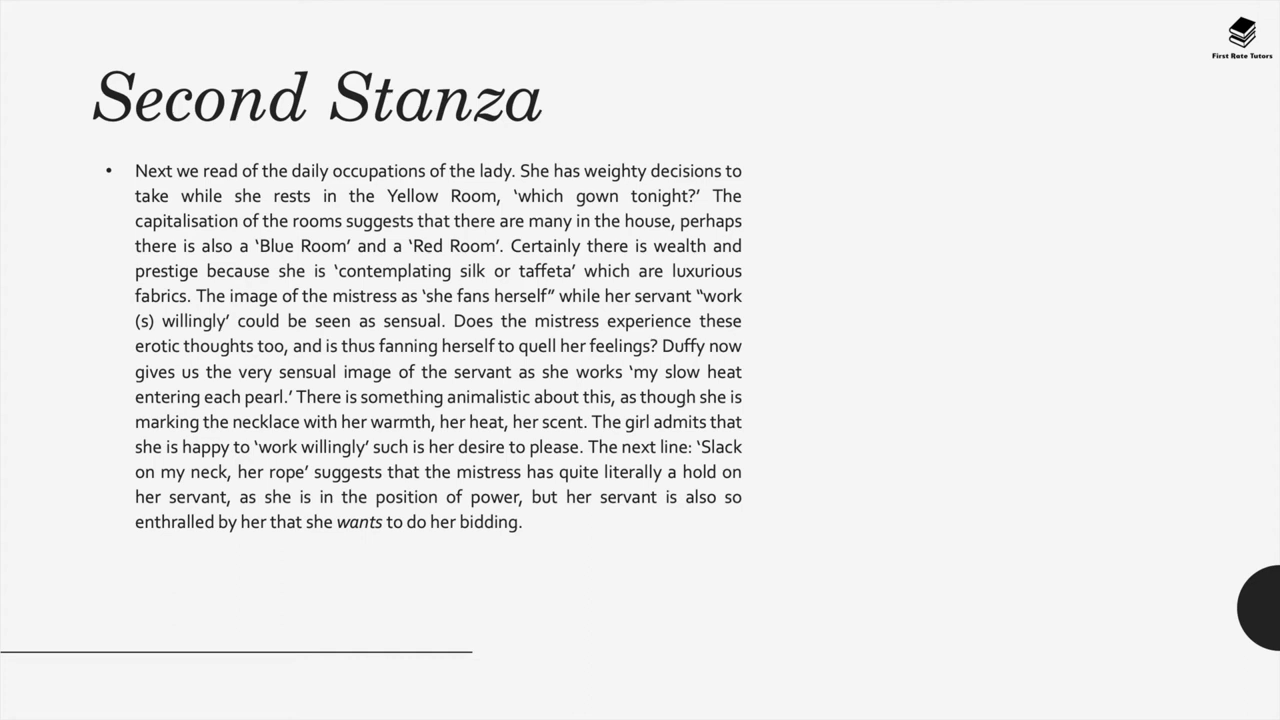 First Rate Tutors
Second Stanza
• Next we read of the daily occupations of the lady. She has weighty decisions to
take while she rests in the Yellow Room, ‘which gown tonight?’ The
capitalisation of the rooms suggests that there are many in the house, perhaps
there is also a ‘Blue Room’ and a ‘Red Room’. Certainly there is wealth and
prestige because she is ‘contemplating silk or taffeta’ which are luxurious
fabrics. The image of the mistress as ‘she fans herself” while her servant “work
(s) willingly’ could be seen as sensual. Does the mistress experience these
erotic thoughts too, and is thus fanning herself to quell her feelings? Duffy now
gives us the very sensual image of the servant as she works ‘my slow heat
entering each pearl.’ There is something animalistic about this, as though she is
marking the necklace with her warmth, her heat, her scent. The girl admits that
she is happy to ‘work willingly’ such is her desire to please. The next line: ‘Slack
on my neck, her rope’ suggests that the mistress has quite literally a hold on
her servant, as she is in the position of power, but her servant is also so
enthralled by her that she wants to do her bidding.